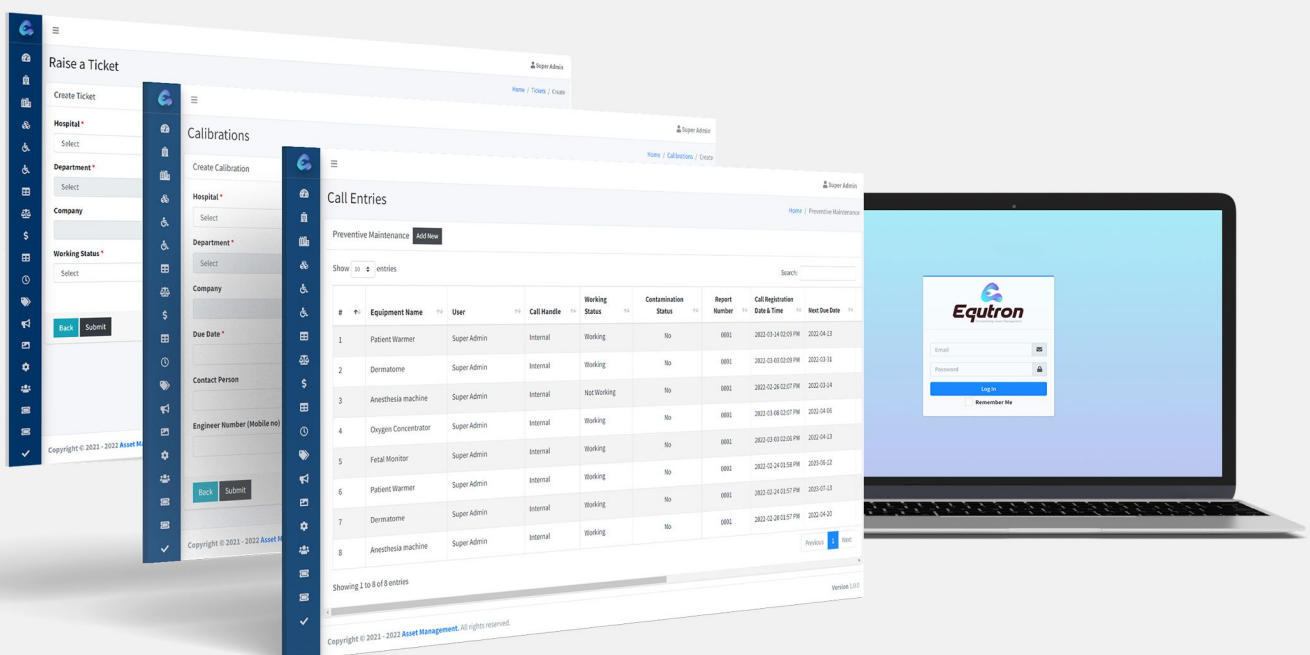 Super Admin
Raise a Ticket
Home / Tickets / Create
Create Ticket
Hospital *
Select
Department *
Select
Company
Working Status *
Select
Back Submit
Copyright © 2021 - 2022 Asset Ma
Super Admin
Calibrations
Home / Calibrations / Create
Create Calibration
Hospital *
Select
Department *
Select
Company
Due Date *
Contact Person
Engineer Number (Mobile no)
Back Submit
Copyright © 2021 - 2022 Asset M
Super Admin
Call Entries
Home / Preventive Maintenance
Preventive Maintenance Add New
Show 10 entries
Search:
# Equipment Name User Call Handle Working Status Contamination Status Report Number Call Registration Date & Time Next Due Date
1 Patient Warmer Super Admin Internal Working No 0001 2022-03-14 02:09 PM 2022-04-13
2 Dermatome Super Admin Internal Working No 0001 2022-03-03 02:09 PM 2022-03-31
3 Anesthesia machine Super Admin Internal Not Working No 0001 2022-02-26 02:07 PM 2022-03-14
4 Oxygen Concentrator Super Admin Internal Working No 0001 2022-03-08 02:07 PM 2022-04-06
5 Fetal Monitor Super Admin Internal Working No 0001 2022-03-03 02:06 PM 2022-04-13
6 Patient Warmer Super Admin Internal Working No 0002 2022-02-24 01:58 PM 2023-06-12
7 Dermatome Super Admin Internal Working No 0001 2022-02-24 01:57 PM 2023-07-13
8 Anesthesia machine Super Admin Internal Working No 0001 2022-02-28 01:57 PM 2022-04-20
Showing 1 to 8 of 8 entries
Previous 1 Next
Version 1.0.0
Copyright © 2021 - 2022 Asset Management. All rights reserved.
Equtron
Email
Password
Log In
Remember Me